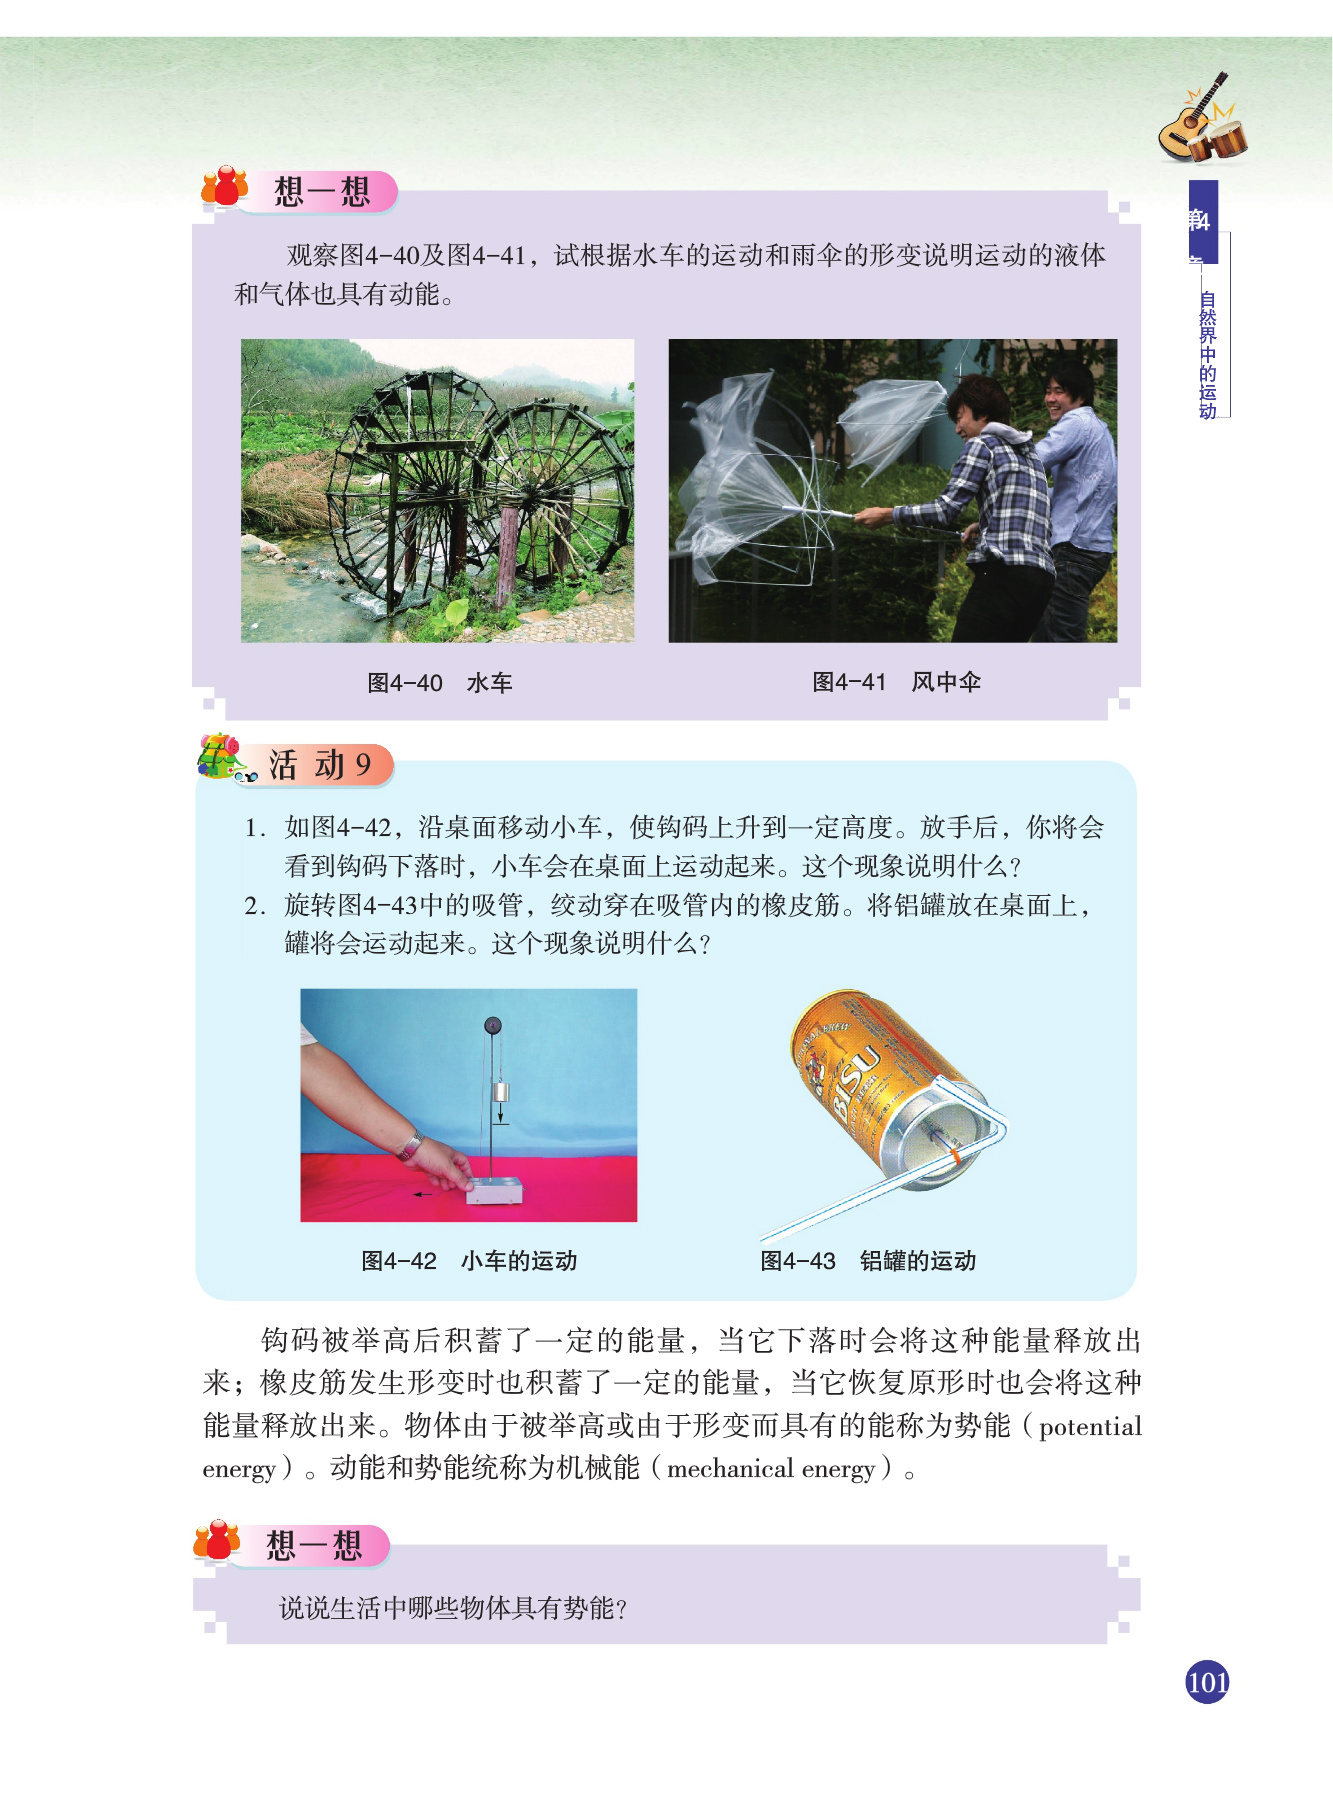 第4章
自然界中的运动
想一想
观察图4-40及图4-41，试根据水车的运动和雨伞的形变说明运动的液体
和气体也具有动能。
图4-40　水车
图4-41　风中伞
活 动 9
1. 如图4-42，沿桌面移动小车，使钩码上升到一定高度。放手后，你将会
看到钩码下落时，小车会在桌面上运动起来。这个现象说明什么？
2. 旋转图4-43中的吸管，绞动穿在吸管内的橡皮筋。将铝罐放在桌面上，
罐将会运动起来。这个现象说明什么？
BISU
图4-42　小车的运动
图4-43　铝罐的运动
钩码被举高后积蓄了一定的能量，当它下落时会将这种能量释放出
来；橡皮筋发生形变时也积蓄了一定的能量，当它恢复原形时也会将这种
能量释放出来。物体由于被举高或由于形变而具有的能称为势能（potential
energy）。动能和势能统称为机械能（mechanical energy）。
想一想
说说生活中哪些物体具有势能？
101